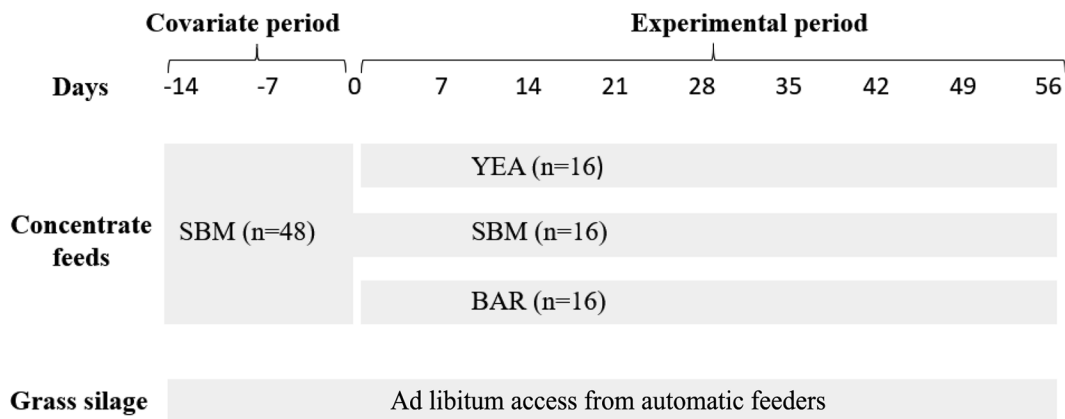 Covariate period Experimental period
Days -14 -7 0 7 14 21 28 35 42 49 56
YEA (n=16)
Concentrate feeds SBM (n=48) SBM (n=16)
BAR (n=16)
Grass silage Ad libitum access from automatic feeders